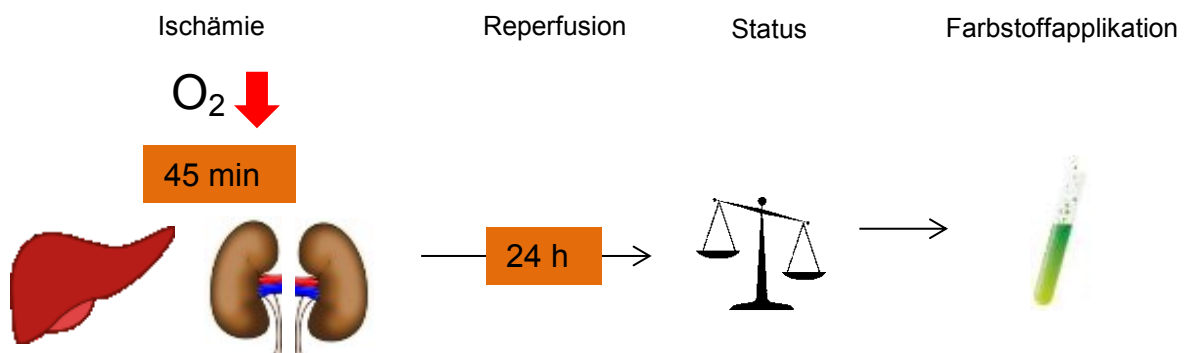 Ischämie
Reperfusion
Status
Farbstoffapplikation
O₂
45 min
24 h